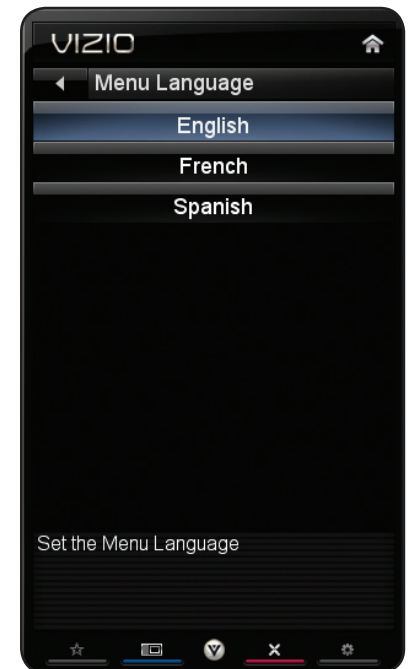 VIZIO
Menu Language
English
French
Spanish
Set the Menu Language